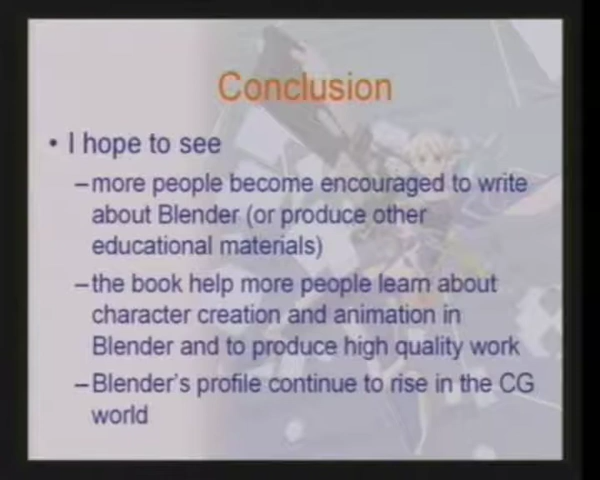 Conclusion
• I hope to see
–more people become encouraged to write
about Blender (or produce other
educational materials)
–the book help more people learn about
character creation and animation in
Blender and to produce high quality work
–Blender's profile continue to rise in the CG
world